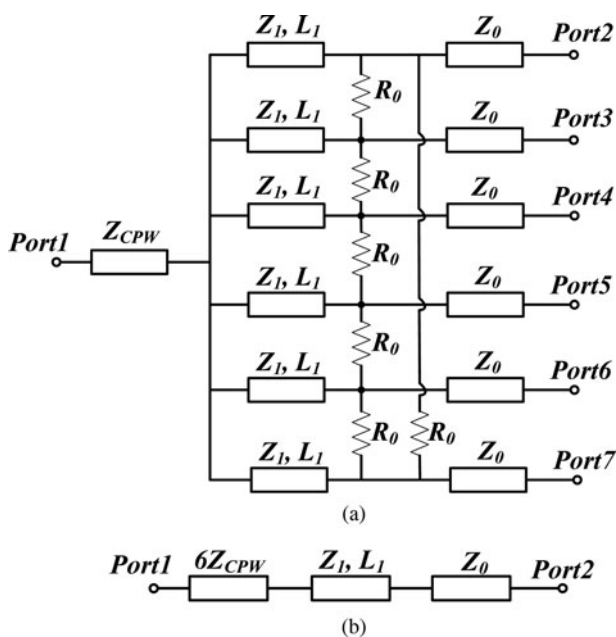 Z1, L1
Z0
Port2
R0
Z1, L1
Z0
Port3
R0
Z1, L1
Z0
Port4
ZCPW
Port1
R0
Z1, L1
Z0
Port5
R0
Z1, L1
Z0
Port6
R0
R0
Z1, L1
Z0
Port7
(a)
Port1
6ZCPW
Z1, L1
Z0
Port2
(b)